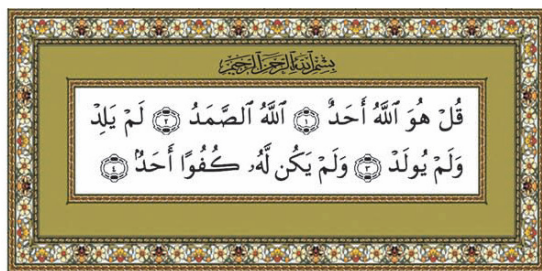 بِسْمِ ٱللَّهِ ٱلرَّحْمَٰنِ ٱلرَّحِيمِ
قُلْ هُوَ ٱللَّهُ أَحَدٌ ۝١ ٱللَّهُ ٱلصَّمَدُ ۝٢ لَمْ يَلِدْ
وَلَمْ يُولَدْ ۝٣ وَلَمْ يَكُن لَّهُۥ كُفُوًا أَحَدٌۢ ۝٤